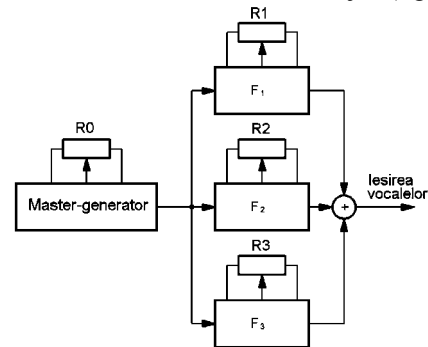 R1
F1
R0
Master-generator
R2
F2
+
Iesirea
vocalelor
R3
F3